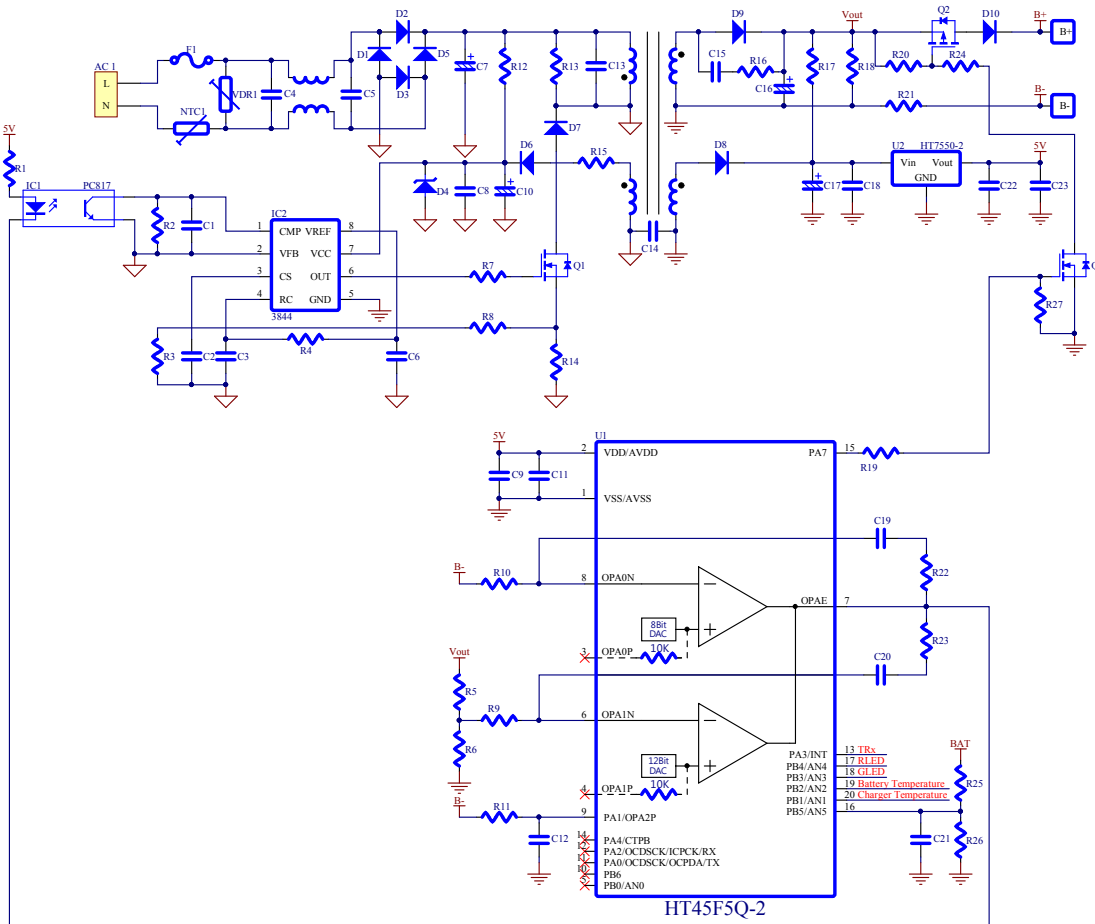 Q2
D2
D9
Vout
D10
B+
B+
F1
D1
D5
C15
R16
R20
R24
AC 1
L
N
C7
R12
R13
C13
C16
R17
R18
D3
VDR1
C4
C5
NTC1
R21
B-
B-
5V
D7
R1
D6
R15
D8
U2
HT7550-2
5V
Vin
Vout
GND
IC1
PC817
D4
C8
C10
C17
C18
C22
C23
R2
C1
IC2
1
CMP
VREF
8
2
VFB
VCC
7
3
CS
OUT
6
4
RC
GND
5
3844
C14
R7
Q1
Q
R27
R8
R3
C2
C3
R4
C6
R14
5V
U1
2
VDD/AVDD
PA7
15
R19
C9
C11
1
VSS/AVSS
C19
B-
R10
8
OPA0N
R22
OPAE
7
8Bit
DAC
R23
3
OPA0P
10K
Vout
C20
R5
R9
6
OPA1N
R6
12Bit
DAC
PA3/INT
13
TRx
BAT
PB4/AN4
17
RLED
PB3/AN3
18
GLED
4
OPA1P
10K
PB2/AN2
19
Battery Temperature
R25
PB1/AN1
20
Charger Temperature
B-
R11
9
PA1/OPA2P
PB5/AN5
16
C12
C21
R26
14
PA4/CTPB
12
PA2/OCDSCK/ICPCK/RX
11
PA0/OCDSCK/OCPDA/TX
10
PB6
5
PB0/AN0
HT45F5Q-2